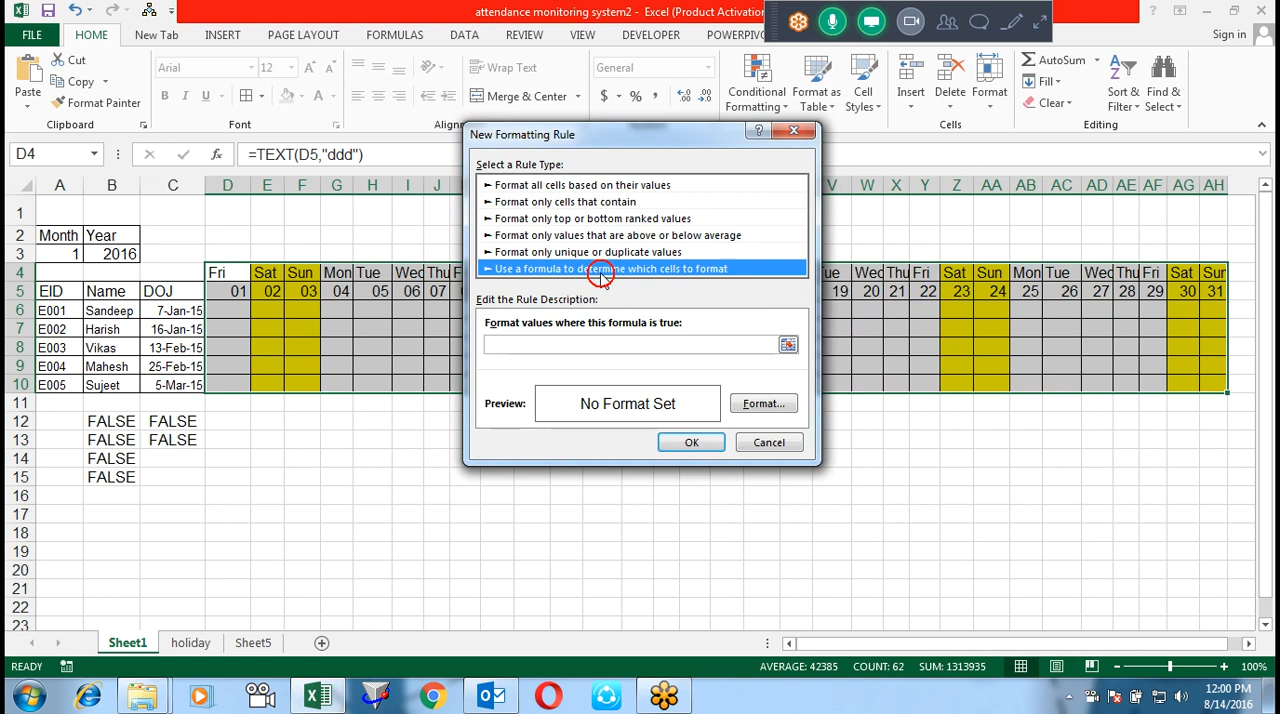 attendance monitoring system2 - Excel (Product Activation
Sign in
FILE HOME New Tab INSERT PAGE LAYOUT FORMULAS DATA REVIEW VIEW DEVELOPER POWERPIV
Paste Cut Copy Format Painter
Arial 12
B I U
Wrap Text
Merge & Center
General
$ % ,
Conditional Formatting Format as Table Cell Styles
Insert Delete Format
AutoSum Fill Clear
Sort & Filter Find & Select
Clipboard Font Cells Editing
D4 fx =TEXT(D5,"ddd")
A B C D E F G H I J V W X Y Z AA AB AC AD AE AF AG AH
1
2 Month Year
3 1 2016
4 Fri Sat Sun Mon Tue Thu Wed Thu Fri Sat Sun Mon Tue Wed Thu Fri Sat Sun
5 EID Name DOJ 01 02 03 04 05 06 07 19 20 21 22 23 24 25 26 27 28 29 30 31
6 E001 Sandeep 7-Jan-15
7 E002 Harish 16-Jan-15
8 E003 Vikas 13-Feb-15
9 E004 Mahesh 25-Feb-15
10 E005 Sujeet 5-Mar-15
11
12 FALSE FALSE
13 FALSE FALSE
14 FALSE
15 FALSE
16
17
18
19
20
21
22
23
New Formatting Rule
Select a Rule Type:
► Format all cells based on their values
► Format only cells that contain
► Format only top or bottom ranked values
► Format only values that are above or below average
► Format only unique or duplicate values
► Use a formula to determine which cells to format
Edit the Rule Description:
Format values where this formula is true:
Preview: No Format Set Format...
OK Cancel
Sheet1 holiday Sheet5
READY AVERAGE: 42385 COUNT: 62 SUM: 1313935 100%
12:00 PM
8/14/2016